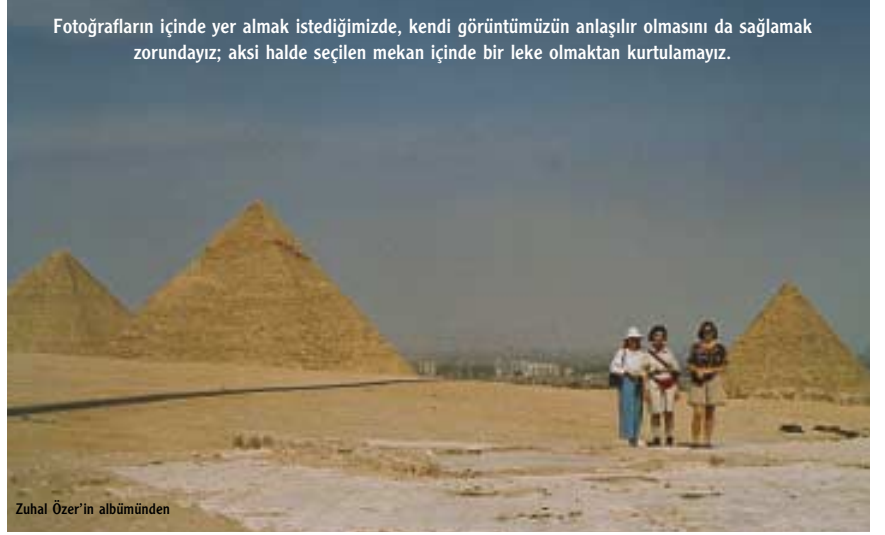 Fotoğrafların içinde yer almak istediğimizde, kendi görüntümüzün anlaşılır olmasını da sağlamak
zorundayız; aksi halde seçilen mekan içinde bir leke olmaktan kurtulamayız.
Zuhal Özer'in albümünden